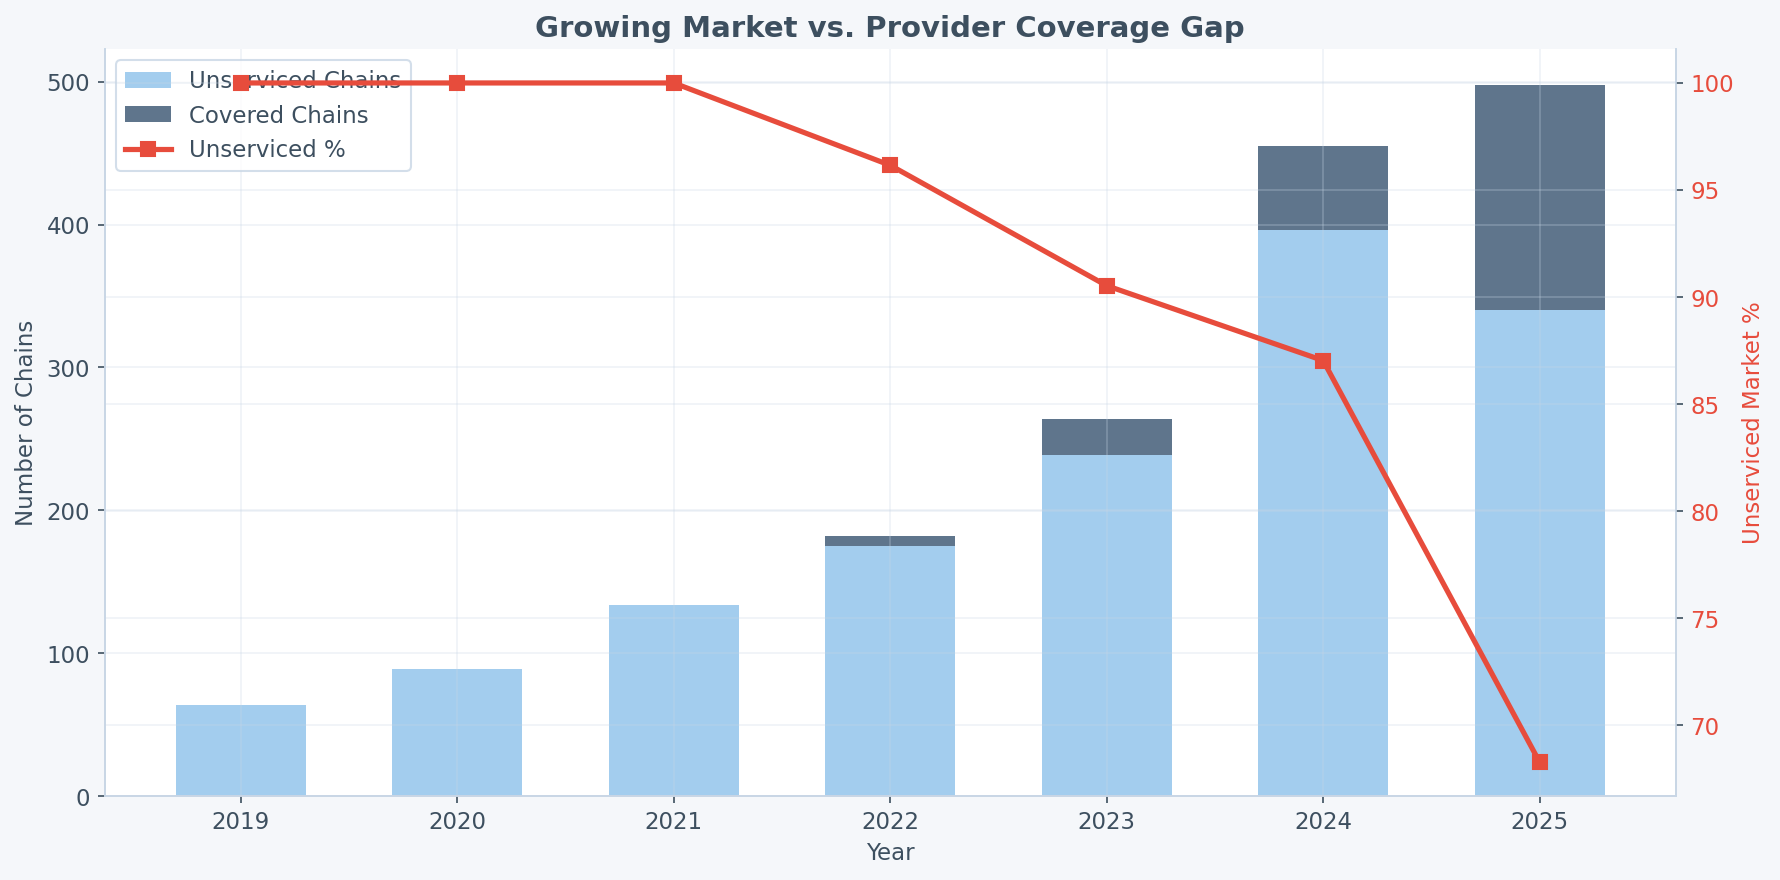 Growing Market vs. Provider Coverage Gap
Unserviced Chains
Covered Chains
Unserviced %
Number of Chains
500
400
300
200
100
0
100
95
90
85
80
75
70
Unserviced Market %
2019 2020 2021 2022 2023 2024 2025
Year